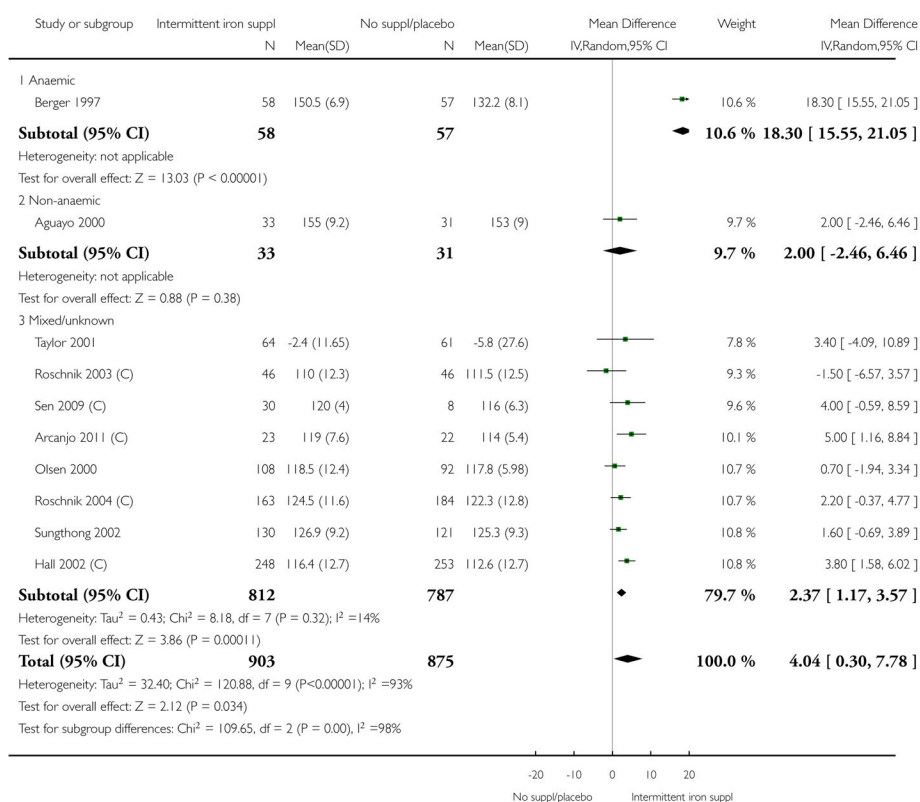 Study or subgroup Intermittent iron suppl No suppl/placebo Mean Difference Weight Mean Difference
N Mean(SD) N Mean(SD) IV,Random,95% CI IV,Random,95% CI
1 Anaemic
Berger 1997 58 150.5 (6.9) 57 132.2 (8.1) 10.6 % 18.30 [ 15.55, 21.05 ]
Subtotal (95% CI) 58 57 10.6 % 18.30 [ 15.55, 21.05 ]
Heterogeneity: not applicable
Test for overall effect: Z = 13.03 (P < 0.00001)
2 Non-anaemic
Aguayo 2000 33 155 (9.2) 31 153 (9) 9.7 % 2.00 [ -2.46, 6.46 ]
Subtotal (95% CI) 33 31 9.7 % 2.00 [ -2.46, 6.46 ]
Heterogeneity: not applicable
Test for overall effect: Z = 0.88 (P = 0.38)
3 Mixed/unknown
Taylor 2001 64 -2.4 (11.65) 61 -5.8 (27.6) 7.8 % 3.40 [ -4.09, 10.89 ]
Roschnik 2003 (C) 46 110 (12.3) 46 111.5 (12.5) 9.3 % -1.50 [ -6.57, 3.57 ]
Sen 2009 (C) 30 120 (4) 8 116 (6.3) 9.6 % 4.00 [ -0.59, 8.59 ]
Arcanjo 2011 (C) 23 119 (7.6) 22 114 (5.4) 10.1 % 5.00 [ 1.16, 8.84 ]
Olsen 2000 108 118.5 (12.4) 92 117.8 (5.98) 10.7 % 0.70 [ -1.94, 3.34 ]
Roschnik 2004 (C) 163 124.5 (11.6) 184 122.3 (12.8) 10.7 % 2.20 [ -0.37, 4.77 ]
Sungthong 2002 130 126.9 (9.2) 121 125.3 (9.3) 10.8 % 1.60 [ -0.69, 3.89 ]
Hall 2002 (C) 248 116.4 (12.7) 253 112.6 (12.7) 10.8 % 3.80 [ 1.58, 6.02 ]
Subtotal (95% CI) 812 787 79.7 % 2.37 [ 1.17, 3.57 ]
Heterogeneity: Tau² = 0.43; Chi² = 8.18, df = 7 (P = 0.32); I² =14%
Test for overall effect: Z = 3.86 (P = 0.00011)
Total (95% CI) 903 875 100.0 % 4.04 [ 0.30, 7.78 ]
Heterogeneity: Tau² = 32.40; Chi² = 120.88, df = 9 (P<0.00001); I² =93%
Test for overall effect: Z = 2.12 (P = 0.034)
Test for subgroup differences: Chi² = 109.65, df = 2 (P = 0.00), I² =98%
-20 -10 0 10 20
No suppl/placebo Intermittent iron suppl